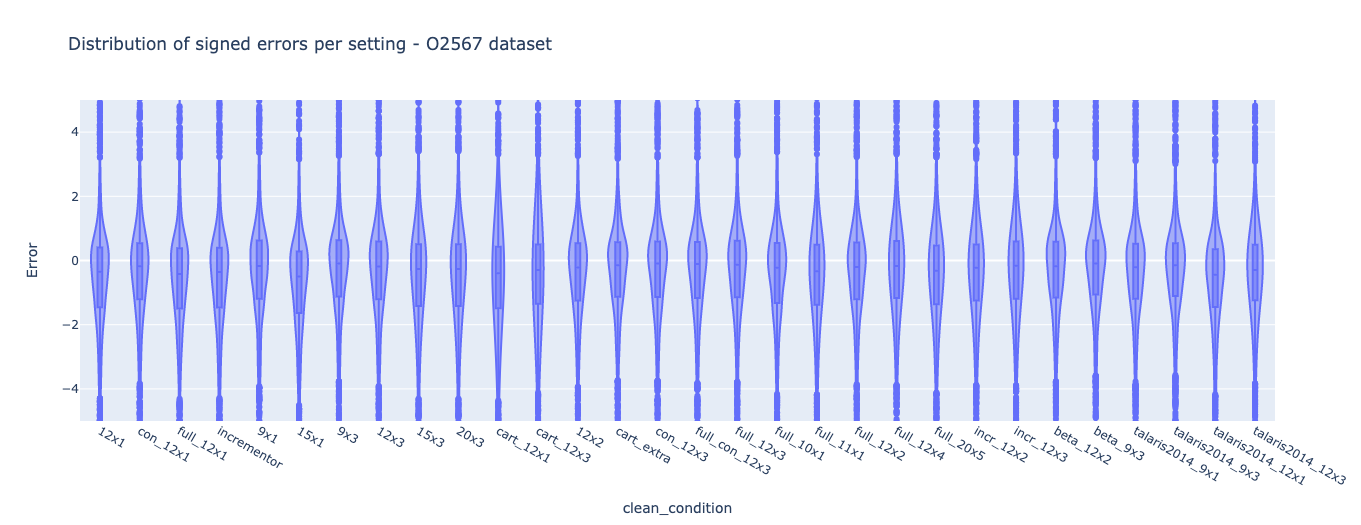 Distribution of signed errors per setting - O2567 dataset
4
2
0
−2
−4
Error
12x1
con_12x1
full_12x1
incrementor
9x1
15x1
9x3
12x3
15x3
20x3
cart_12x1
cart_12x3
12x2
cart_extra
con_12x3
full_con_12x3
full_12x3
full_10x1
full_11x1
full_12x2
full_12x4
full_20x5
incr_12x2
incr_12x3
beta_12x2
beta_9x3
talaris2014_9x1
talaris2014_9x3
talaris2014_12x1
talaris2014_12x3
clean_condition